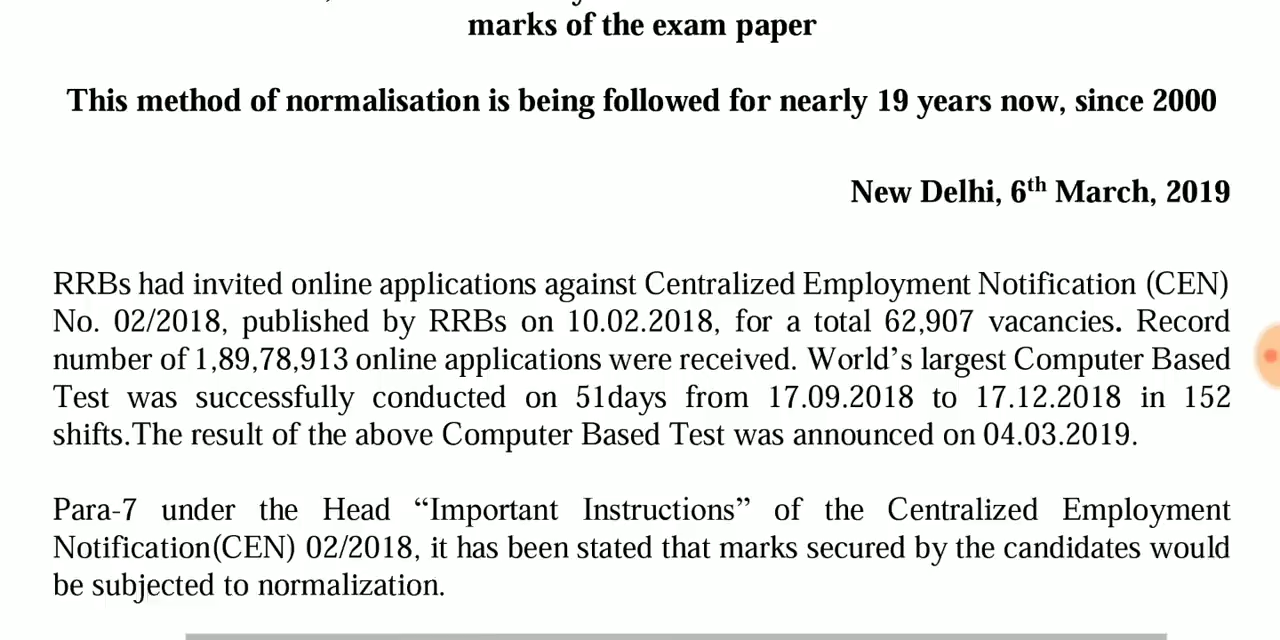 marks of the exam paper
This method of normalisation is being followed for nearly 19 years now, since 2000
New Delhi, 6th March, 2019
RRBs had invited online applications against Centralized Employment Notification (CEN)
No. 02/2018, published by RRBs on 10.02.2018, for a total 62,907 vacancies. Record
number of 1,89,78,913 online applications were received. World’s largest Computer Based
Test was successfully conducted on 51days from 17.09.2018 to 17.12.2018 in 152
shifts.The result of the above Computer Based Test was announced on 04.03.2019.
Para-7 under the Head “Important Instructions” of the Centralized Employment
Notification(CEN) 02/2018, it has been stated that marks secured by the candidates would
be subjected to normalization.